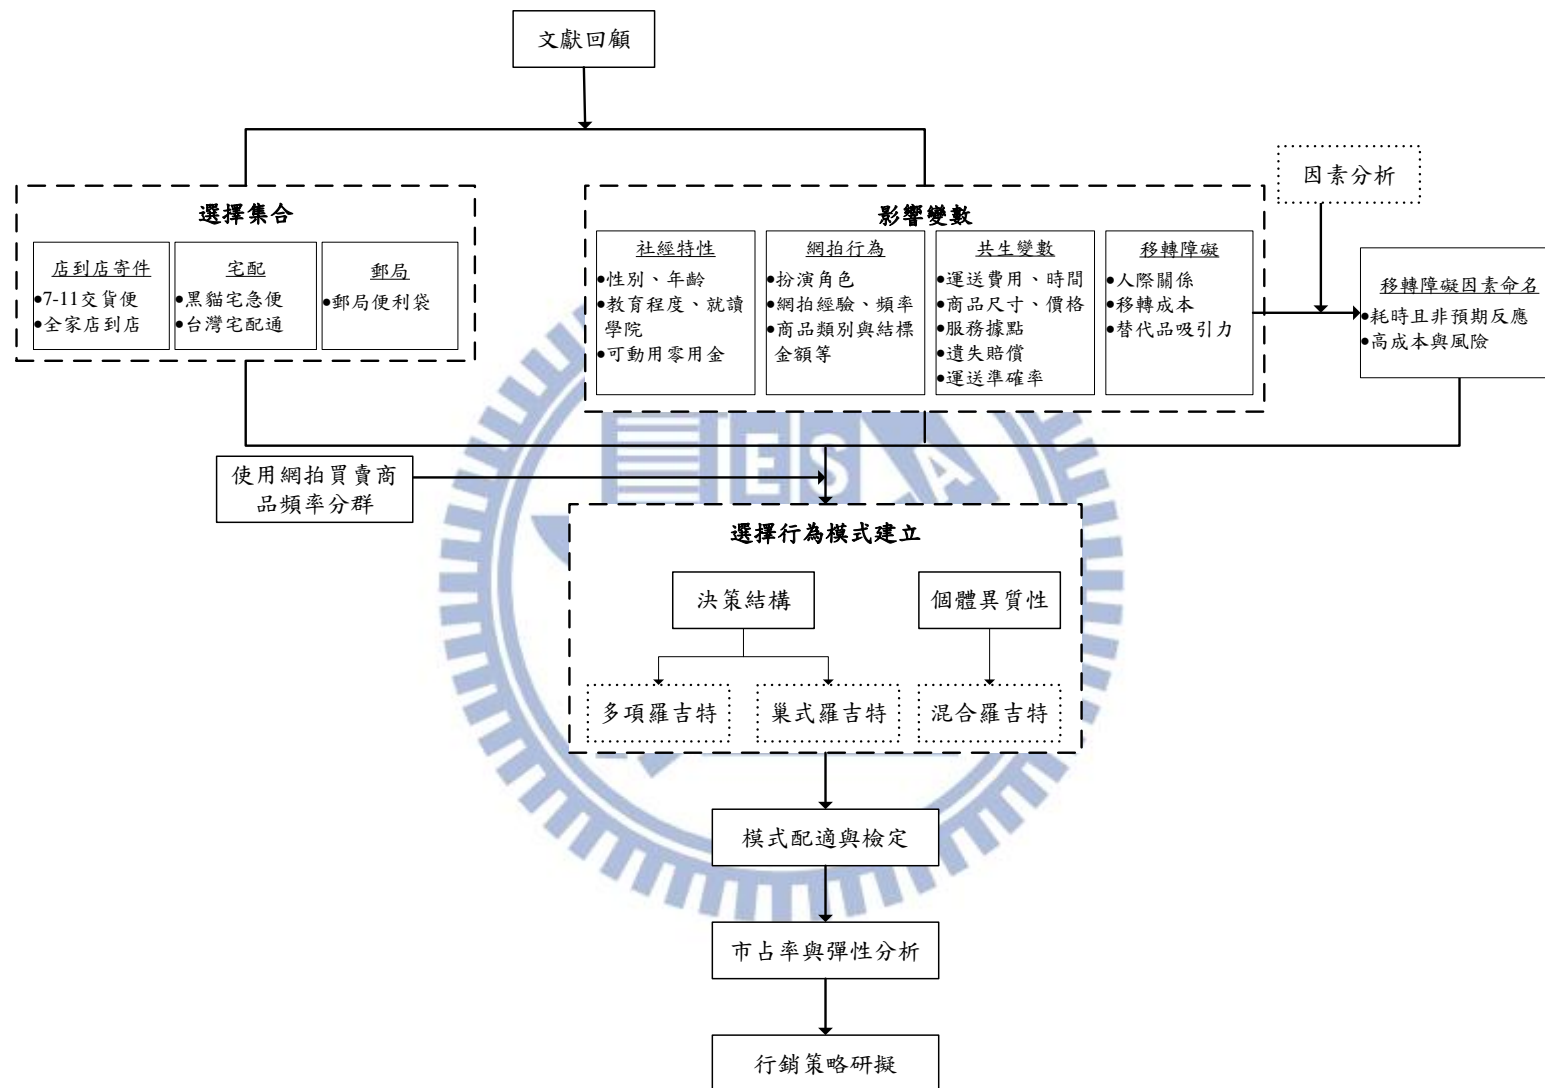 文獻回顧
選擇集合
店到店寄件
●7-11交貨便
●全家店到店
宅配
●黑貓宅急便
●台灣宅配通
郵局
●郵局便利袋
影響變數
社經特性
●性別、年齡
●教育程度、就讀
學院
●可動用零用金
網拍行為
●扮演角色
●網拍經驗、頻率
●商品類別與結標
金額等
共生變數
●運送費用、時間
●商品尺寸、價格
●服務據點
●遺失賠償
●運送準確率
移轉障礙
●人際關係
●移轉成本
●替代品吸引力
因素分析
移轉障礙因素命名
●耗時且非預期反應
●高成本與風險
使用網拍買賣商
品頻率分群
ESA
選擇行為模式建立
決策結構
個體異質性
多項羅吉特
巢式羅吉特
混合羅吉特
模式配適與檢定
市占率與彈性分析
行銷策略研擬